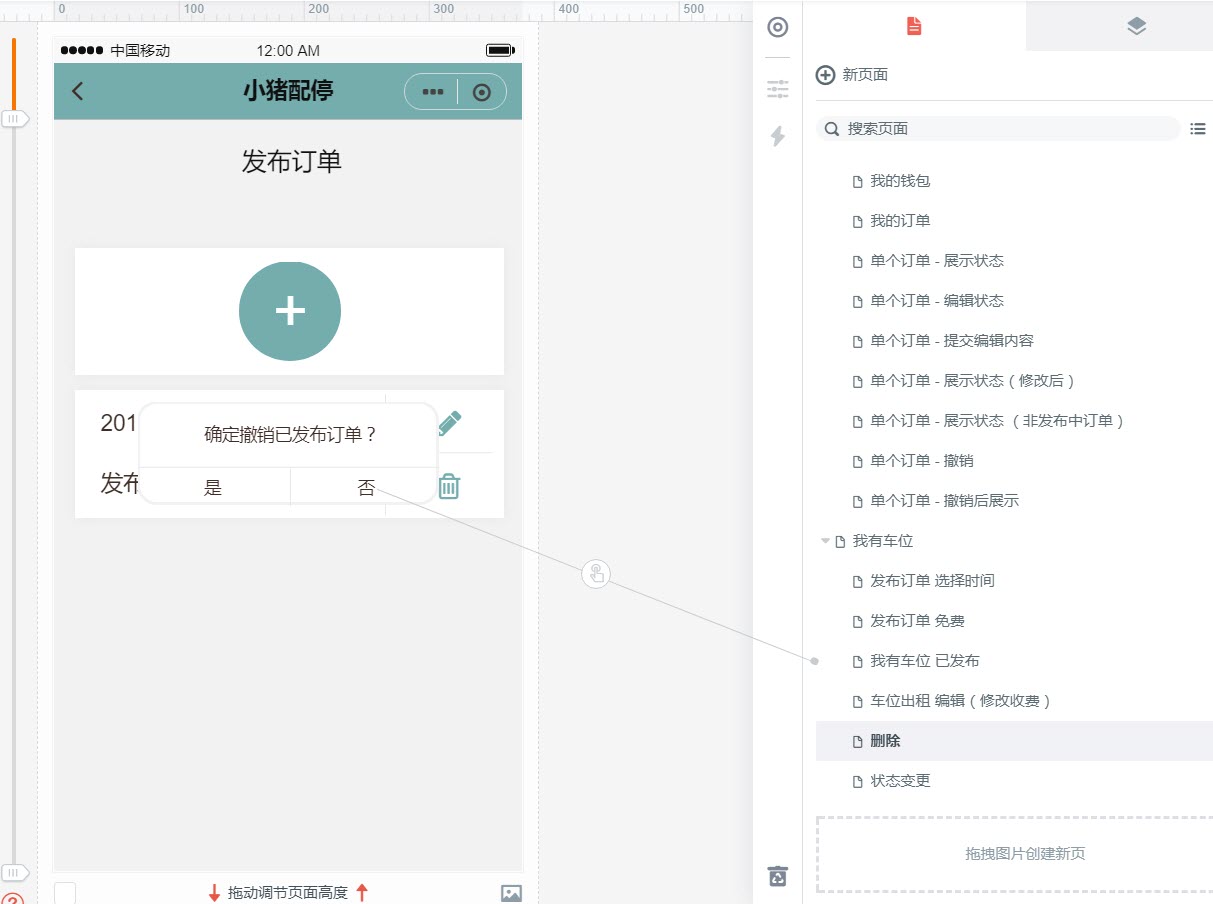 0 100 200 300 400 500
中国移动 12:00 AM
小猪配停
发布订单
201
确定撤销已发布订单？
发布
是 否
拖动调节页面高度
新页面
搜索页面
我的钱包
我的订单
单个订单 - 展示状态
单个订单 - 编辑状态
单个订单 - 提交编辑内容
单个订单 - 展示状态（修改后）
单个订单 - 展示状态 （非发布中订单）
单个订单 - 撤销
单个订单 - 撤销后展示
我有车位
发布订单 选择时间
发布订单 免费
我有车位 已发布
车位出租 编辑（修改收费）
删除
状态变更
拖拽图片创建新页